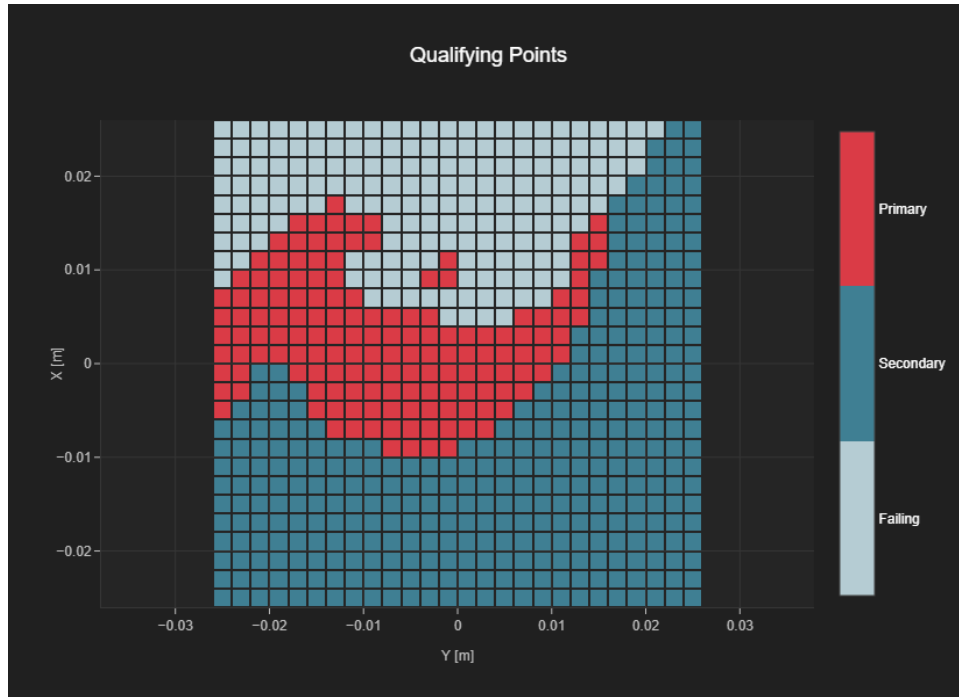 Qualifying Points
0.02
0.01
0
−0.01
−0.02
X [m]
−0.03
−0.02
−0.01
0
0.01
0.02
0.03
Y [m]
Primary
Secondary
Failing